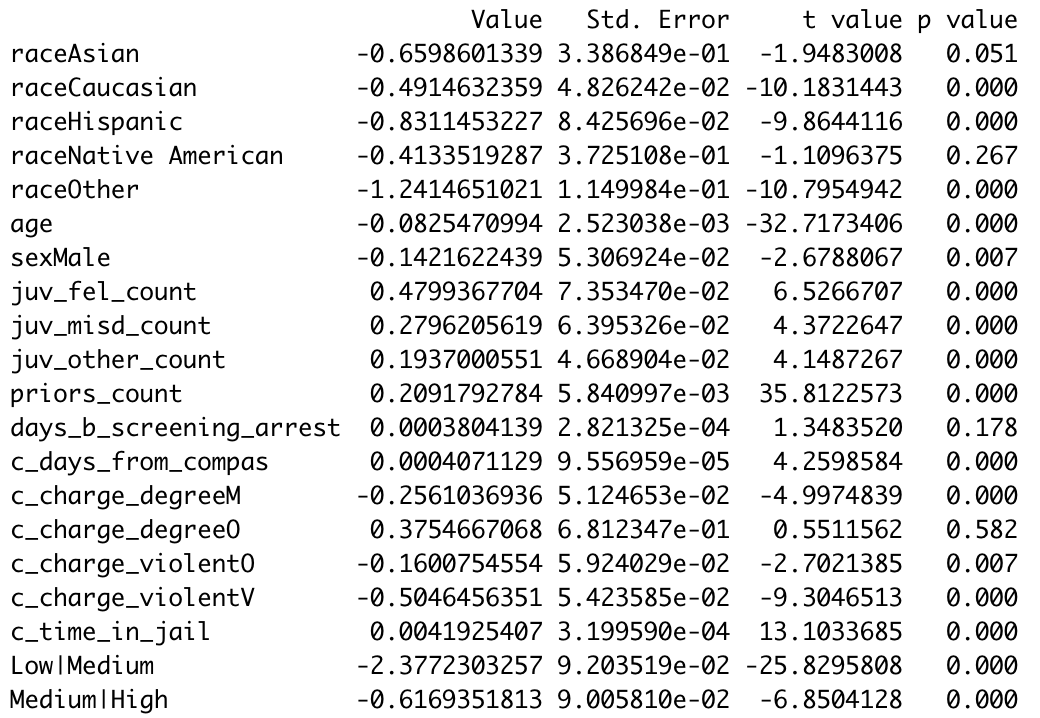 Value Std. Error t value p value
raceAsian -0.6598601339 3.386849e-01 -1.9483008 0.051
raceCaucasian -0.4914632359 4.826242e-02 -10.1831443 0.000
raceHispanic -0.8311453227 8.425696e-02 -9.8644116 0.000
raceNative American -0.4133519287 3.725108e-01 -1.1096375 0.267
raceOther -1.2414651021 1.149984e-01 -10.7954942 0.000
age -0.0825470994 2.523038e-03 -32.7173406 0.000
sexMale -0.1421622439 5.306924e-02 -2.6788067 0.007
juv_fel_count 0.4799367704 7.353470e-02 6.5266707 0.000
juv_misd_count 0.2796205619 6.395326e-02 4.3722647 0.000
juv_other_count 0.1937000551 4.668904e-02 4.1487267 0.000
priors_count 0.2091792784 5.840997e-03 35.8122573 0.000
days_b_screening_arrest 0.0003804139 2.821325e-04 1.3483520 0.178
c_days_from_compas 0.0004071129 9.556959e-05 4.2598584 0.000
c_charge_degreeM -0.2561036936 5.124653e-02 -4.9974839 0.000
c_charge_degreeO 0.3754667068 6.812347e-01 0.5511562 0.582
c_charge_violentO -0.1600754554 5.924029e-02 -2.7021385 0.007
c_charge_violentV -0.5046456351 5.423585e-02 -9.3046513 0.000
c_time_in_jail 0.0041925407 3.199590e-04 13.1033685 0.000
Low|Medium -2.3772303257 9.203519e-02 -25.8295808 0.000
Medium|High -0.6169351813 9.005810e-02 -6.8504128 0.000